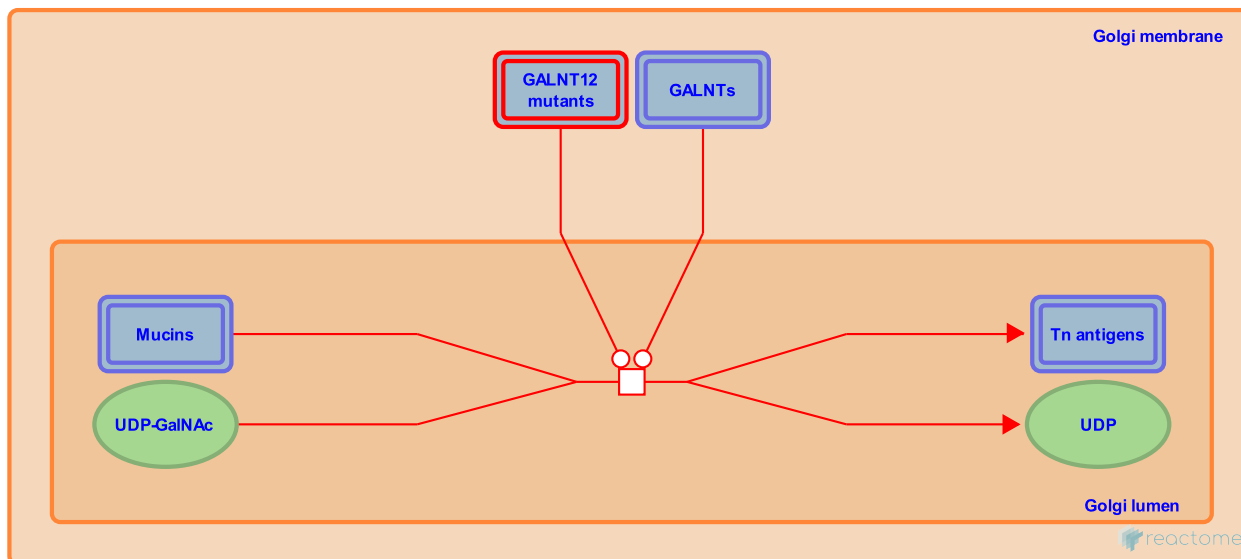 Golgi membrane
GALNT12
mutants
GALNTs
Mucins
Tn antigens
UDP-GalNAc
UDP
Golgi lumen
reactome